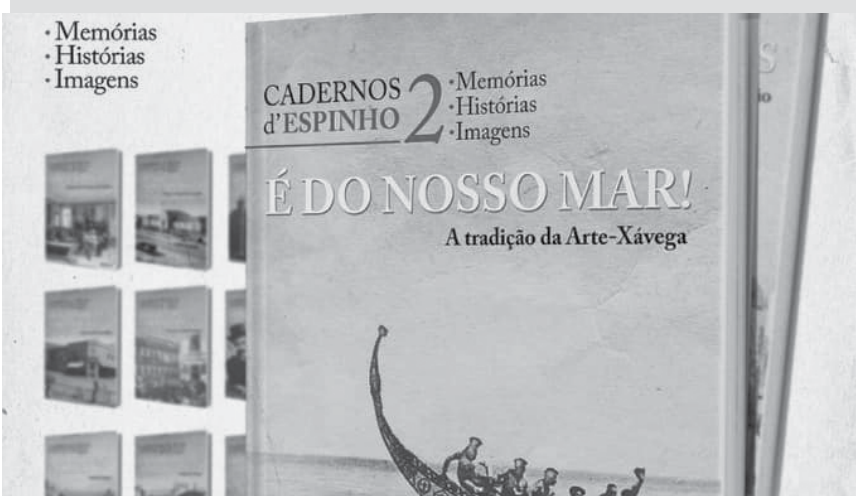 · Memórias
· Histórias
· Imagens
CADERNOS
d'ESPINHO
2
· Memórias
· Histórias
· Imagens
É DO NOSSO MAR!
A tradição da Arte-Xávega